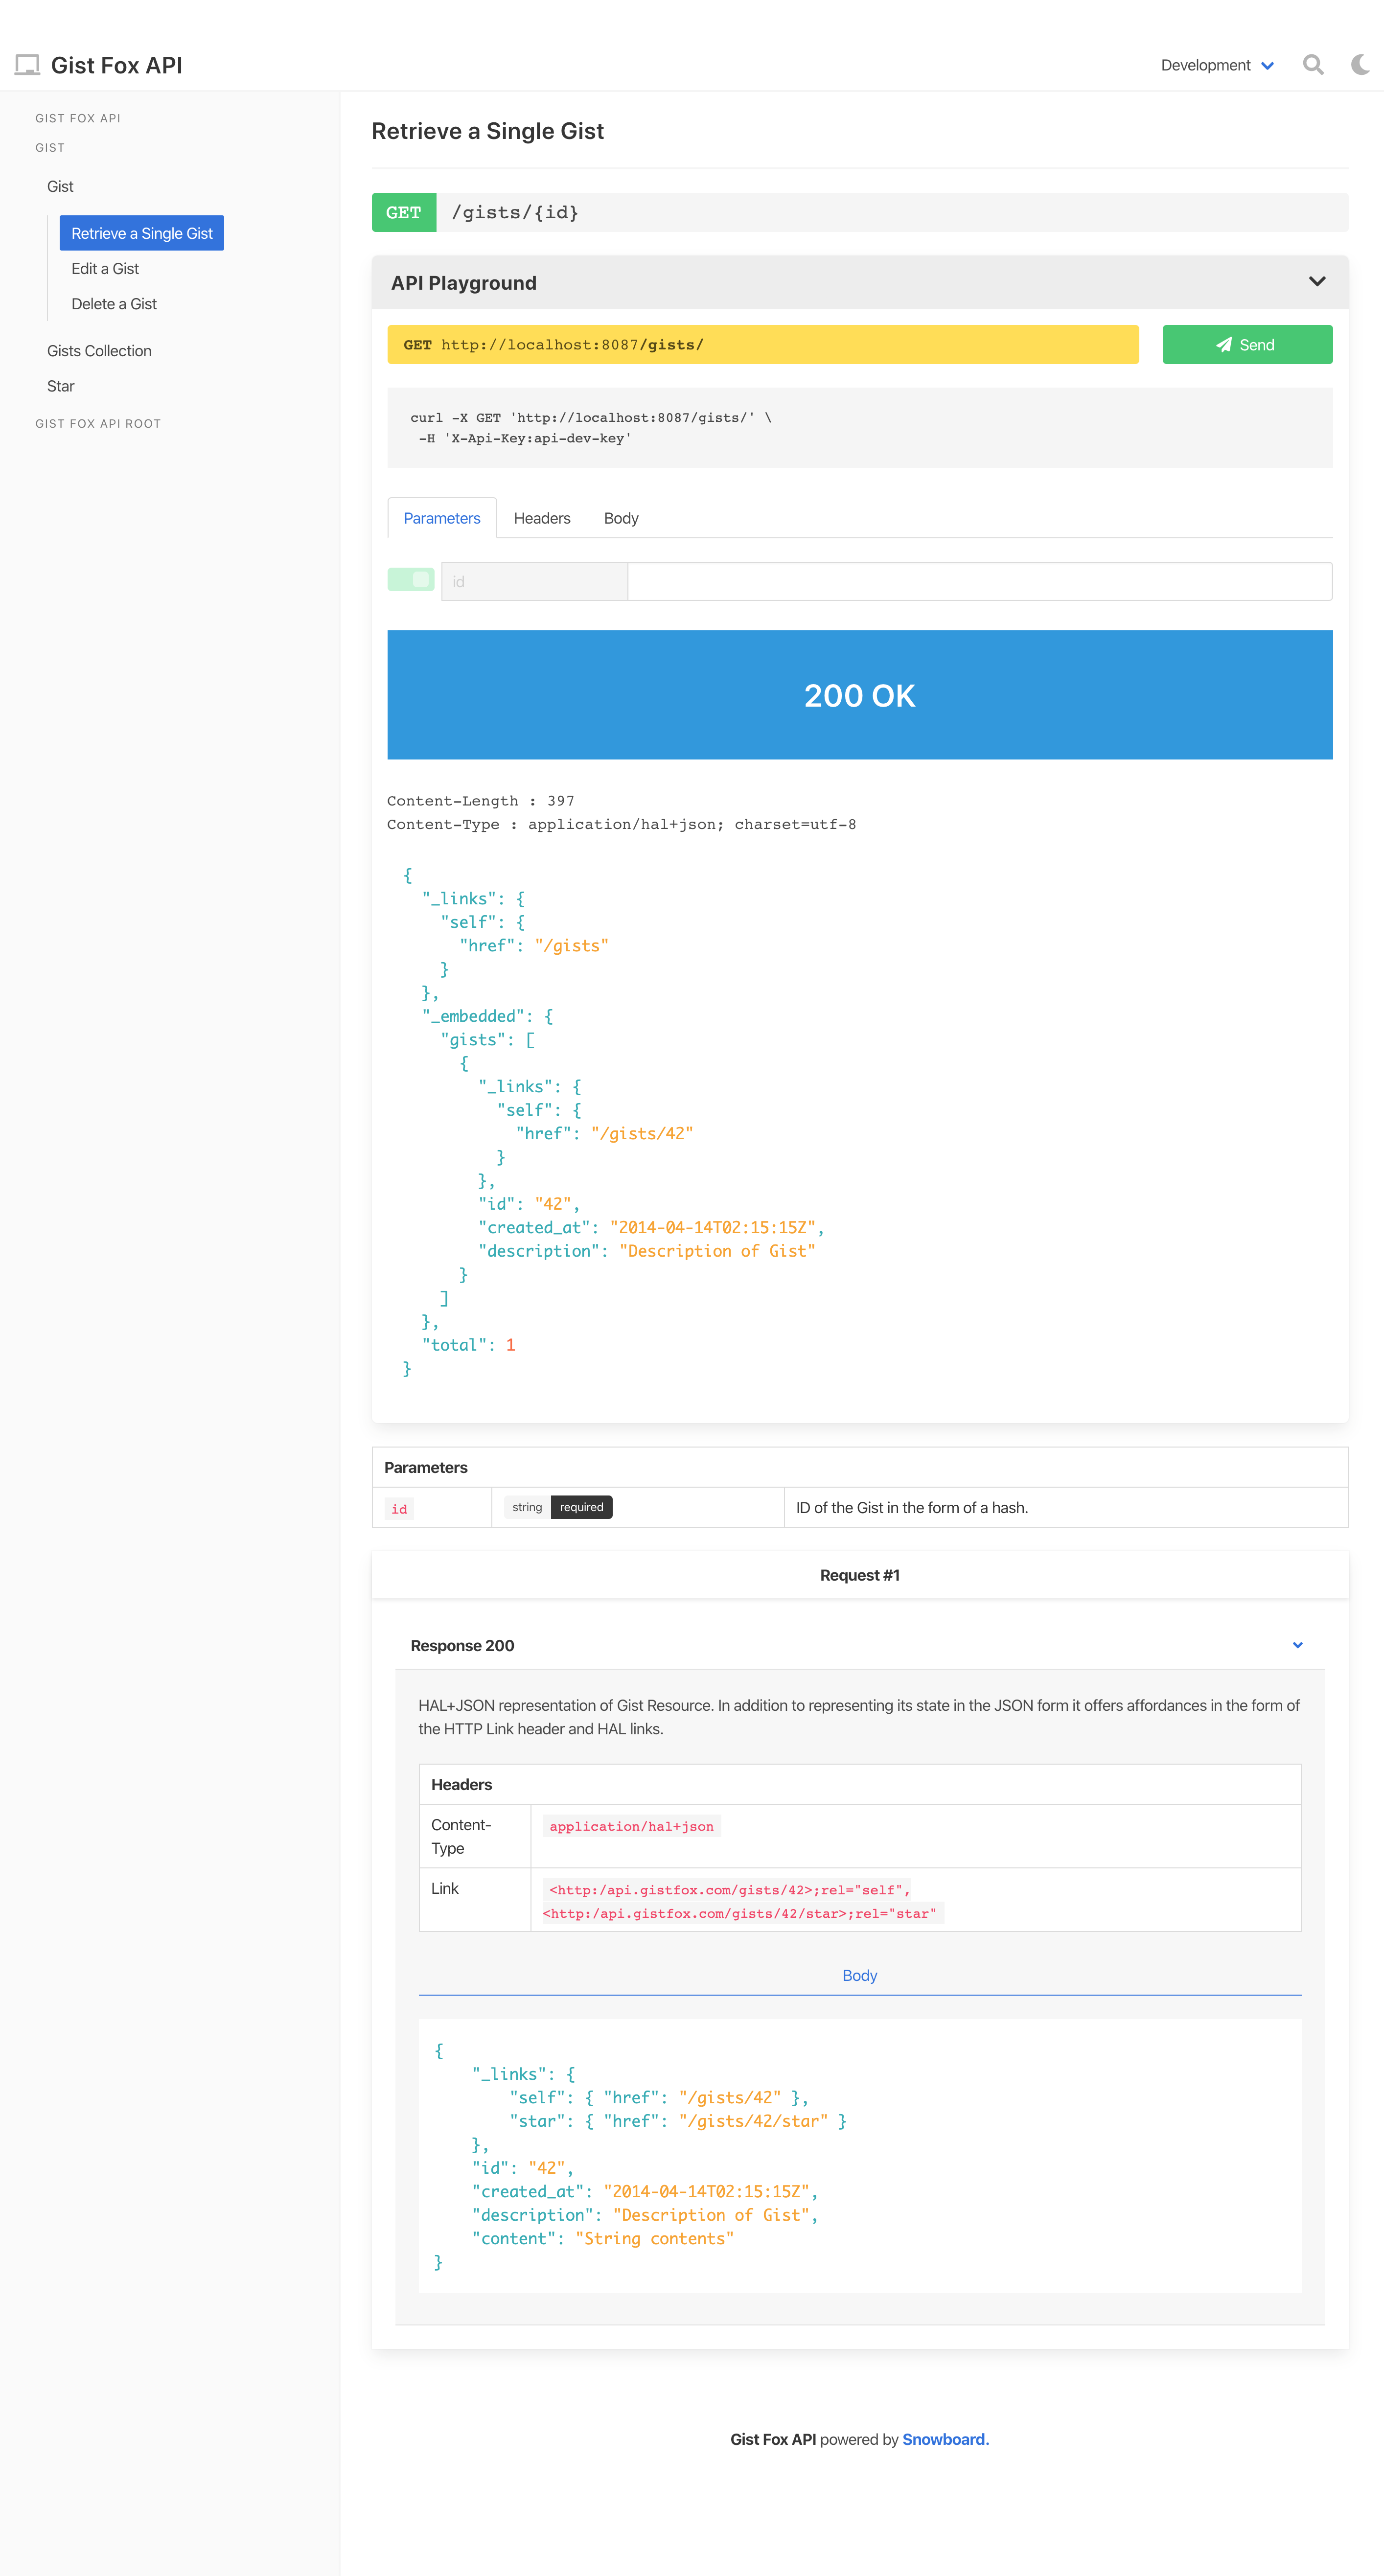 Gist Fox API
Development
GIST FOX API
GIST
Gist
Retrieve a Single Gist
Edit a Gist
Delete a Gist
Gists Collection
Star
GIST FOX API ROOT
Retrieve a Single Gist
GET /gists/{id}
API Playground
GET http://localhost:8087/gists/
Send
curl -X GET 'http://localhost:8087/gists/' \
-H 'X-Api-Key:api-dev-key'
Parameters Headers Body
id
200 OK
Content-Length : 397
Content-Type : application/hal+json; charset=utf-8
{
"_links": {
"self": {
"href": "/gists"
}
},
"_embedded": {
"gists": [
{
"_links": {
"self": {
"href": "/gists/42"
}
},
"id": "42",
"created_at": "2014-04-14T02:15:15Z",
"description": "Description of Gist"
}
]
},
"total": 1
}
Parameters
id string required ID of the Gist in the form of a hash.
Request #1
Response 200
HAL+JSON representation of Gist Resource. In addition to representing its state in the JSON form it offers affordances in the form of
the HTTP Link header and HAL links.
Headers
Content-
Type
application/hal+json
Link
<http:/api.gistfox.com/gists/42>;rel="self",
<http:/api.gistfox.com/gists/42/star>;rel="star"
Body
{
"_links": {
"self": { "href": "/gists/42" },
"star": { "href": "/gists/42/star" }
},
"id": "42",
"created_at": "2014-04-14T02:15:15Z",
"description": "Description of Gist",
"content": "String contents"
}
Gist Fox API powered by Snowboard.